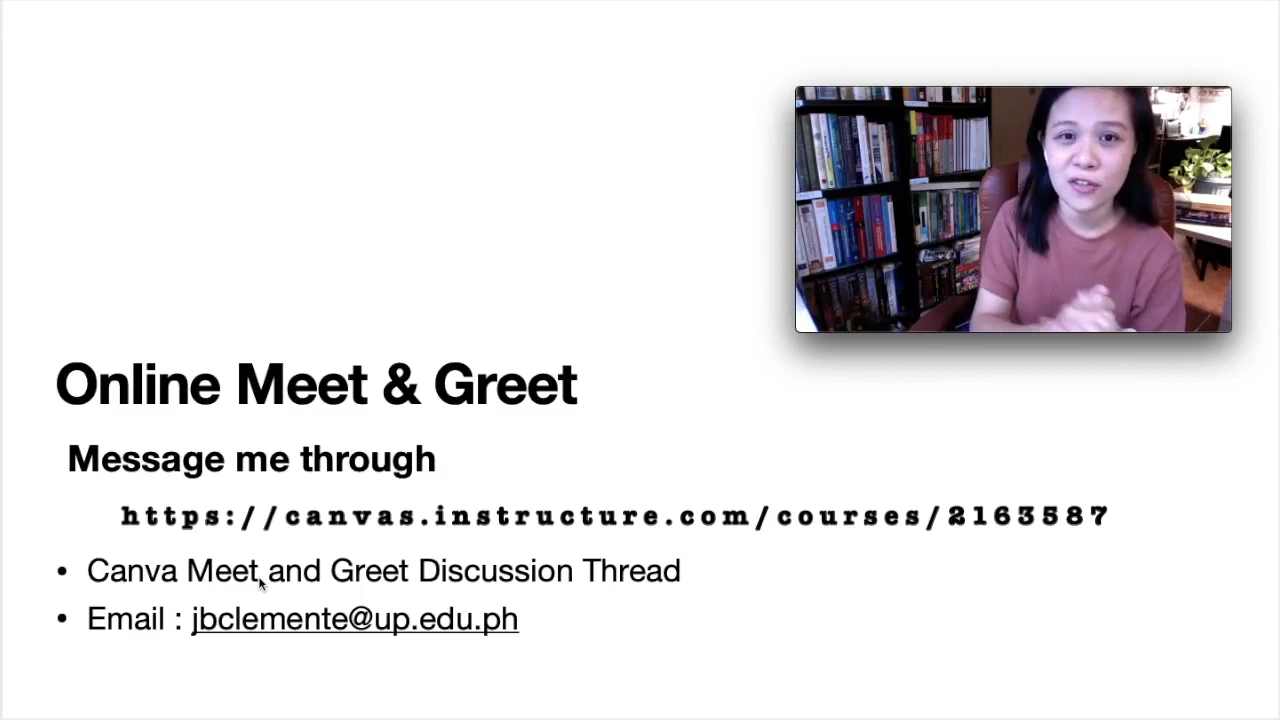 Online Meet & Greet
Message me through
https://canvas.instructure.com/courses/2163587
• Canva Meet and Greet Discussion Thread
• Email : jbclemente@up.edu.ph